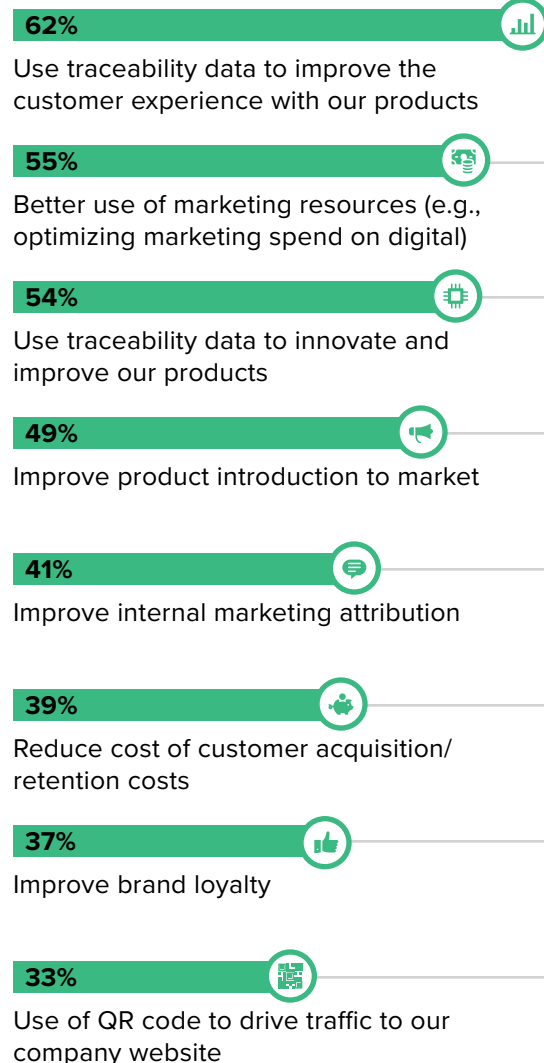 62%
Use traceability data to improve the
customer experience with our products
55%
Better use of marketing resources (e.g.,
optimizing marketing spend on digital)
54%
Use traceability data to innovate and
improve our products
49%
Improve product introduction to market
41%
Improve internal marketing attribution
39%
Reduce cost of customer acquisition/
retention costs
37%
Improve brand loyalty
33%
Use of QR code to drive traffic to our
company website